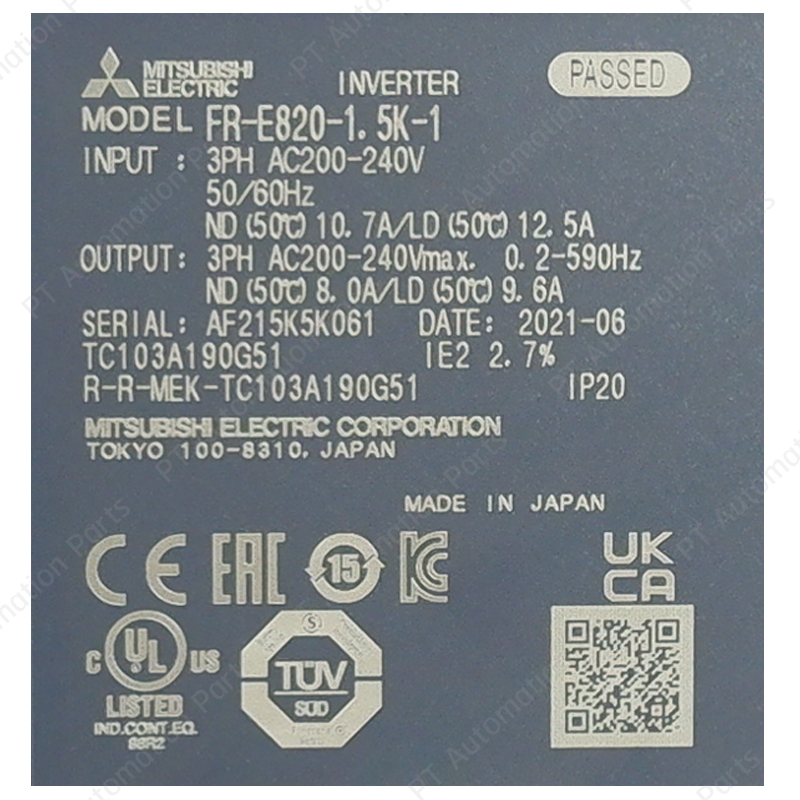 MITSUBISHI
ELECTRIC
INVERTER
PASSED
MODEL FR-E820-1.5K-1
INPUT : 3PH AC200-240V
50/60Hz
ND (50℃) 10.7A/LD (50℃) 12.5A
OUTPUT: 3PH AC200-240Vmax. 0.2-590Hz
ND (50℃) 8.0A/LD (50℃) 9.6A
SERIAL: AF215K5K061 DATE: 2021-06
TC103A190G51 IE2 2.7%
R-R-MEK-TC103A190G51 IP20
MITSUBISHI ELECTRIC CORPORATION
TOKYO 100-8310, JAPAN
MADE IN JAPAN
CE EAC 15 KC UK
CA
C UL US
LISTED
IND.CONT.EQ.
TÜV
SÜD
PT Automation Parts